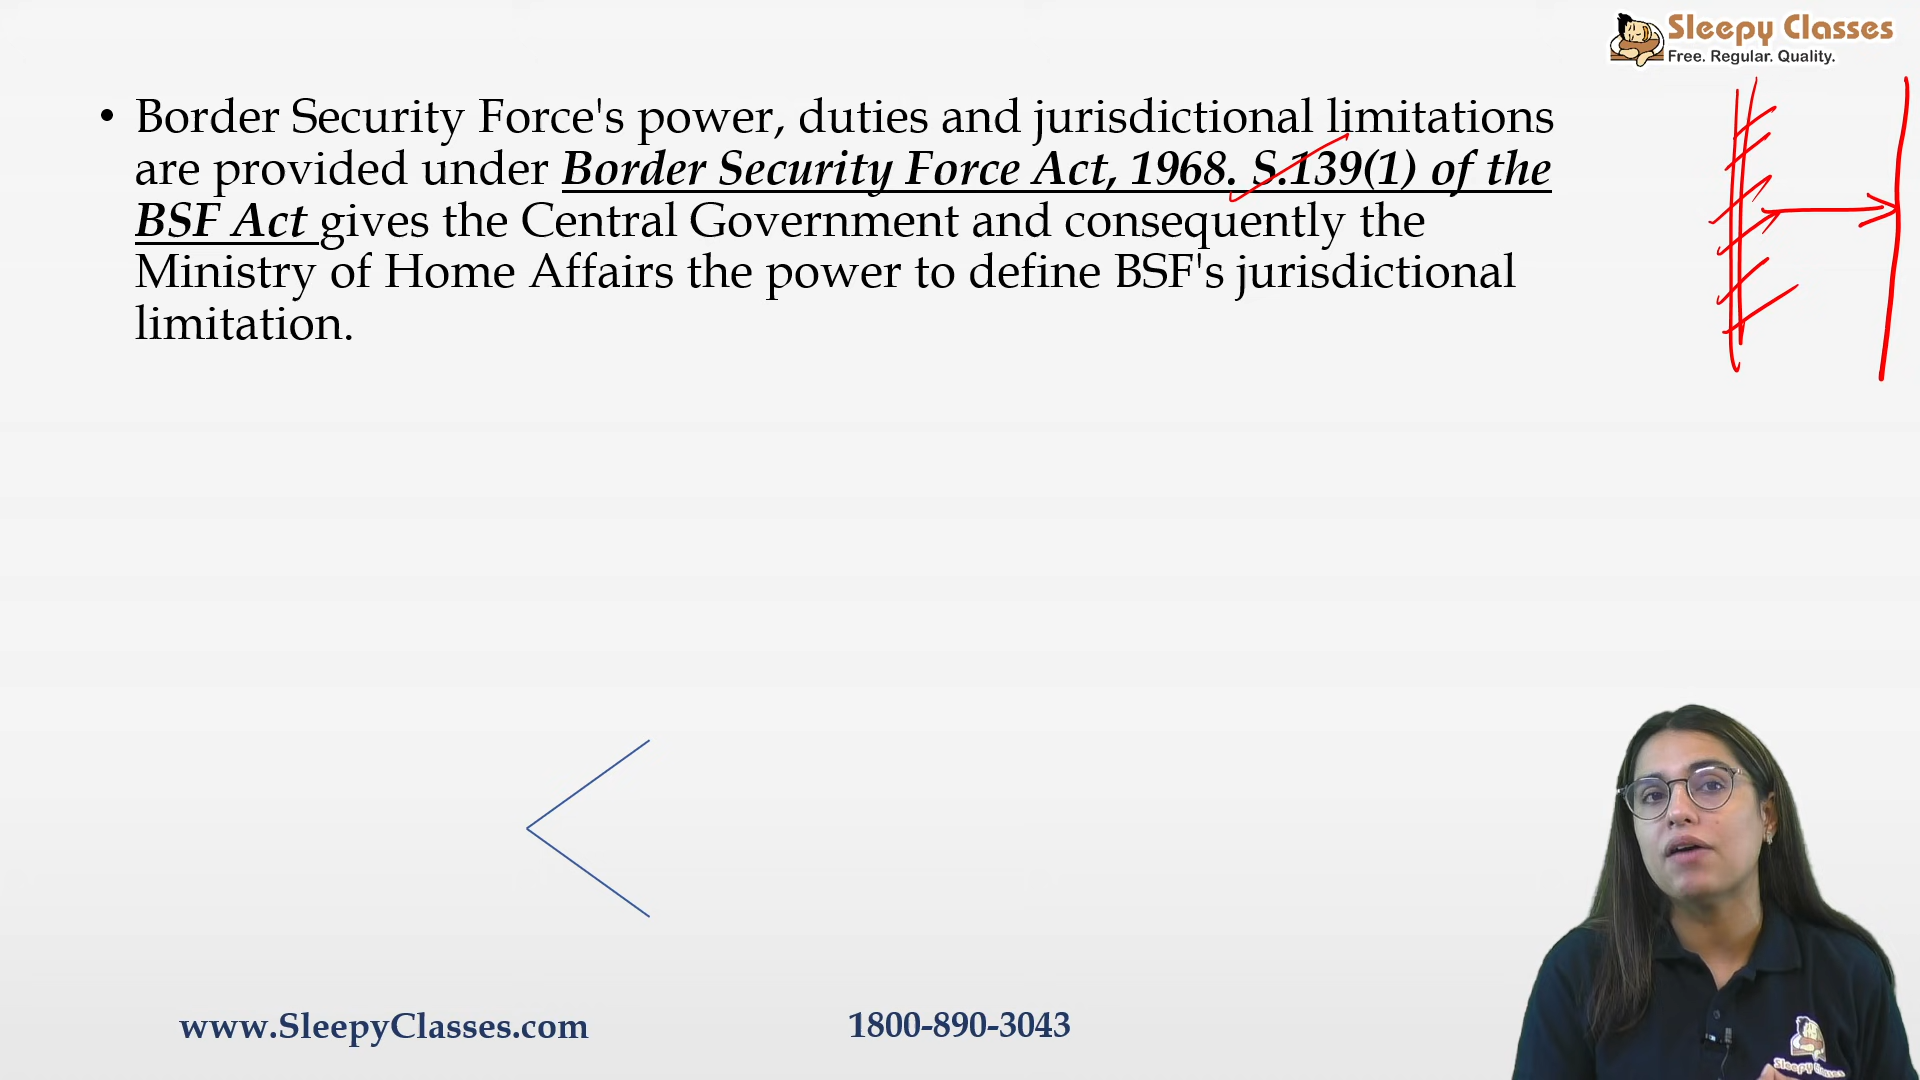 Sleepy Classes
Free. Regular. Quality.
• Border Security Force's power, duties and jurisdictional limitations
are provided under Border Security Force Act, 1968. S.139(1) of the
BSF Act gives the Central Government and consequently the
Ministry of Home Affairs the power to define BSF's jurisdictional
limitation.
Sleepy Classes
www.SleepyClasses.com
1800-890-3043